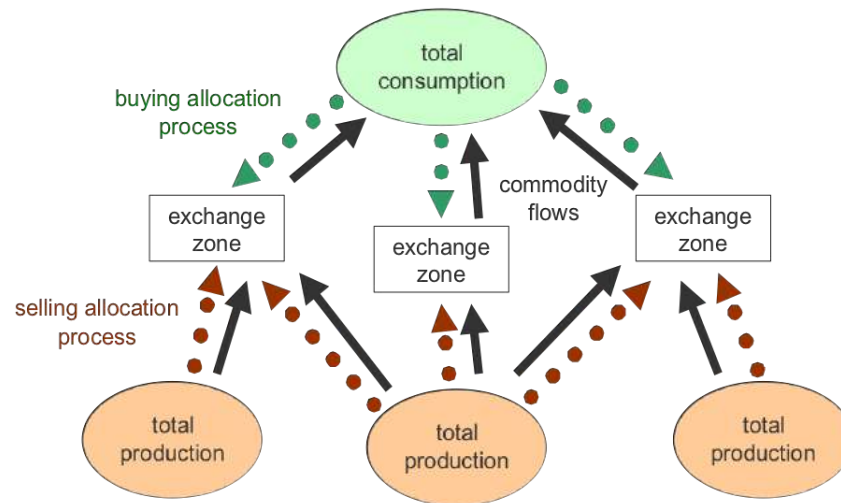 total
consumption
buying allocation
process
commodity
flows
exchange
zone
exchange
zone
exchange
zone
selling allocation
process
total
production
total
production
total
production